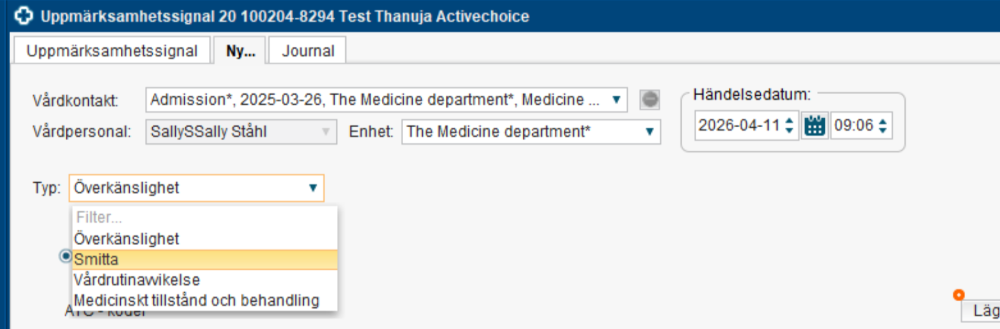 Uppmärksamhetssignal 20 100204-8294 Test Thanuja Activechoice
Uppmärksamhetssignal Ny... Journal
Vårdkontakt: Admission*, 2025-03-26, The Medicine department*, Medicine ... Händelsedatum:
Vårdpersonal: SallySSally Ståhl Enhet: The Medicine department* 2026-04-11 09:06
Typ: Överkänslighet
Filter...
Överkänslighet
Smitta
Vårdrutinavvikelse
Medicinskt tillstånd och behandling
ATC - koder
Läg